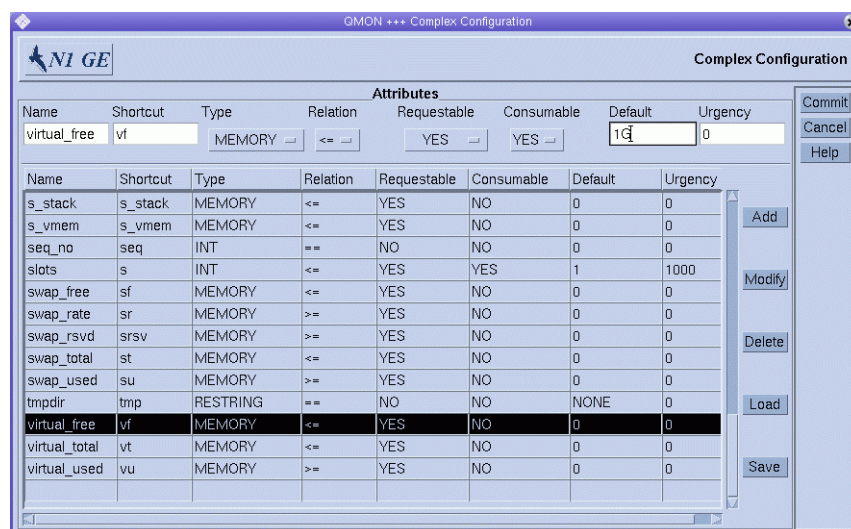 QMON +++ Complex Configuration
N1 GE
Complex Configuration
Attributes
Name Shortcut Type Relation Requestable Consumable Default Urgency
virtual_free vf MEMORY <= YES YES 1G 0
Commit
Cancel
Help
Name Shortcut Type Relation Requestable Consumable Default Urgency
s_stack s_stack MEMORY <= YES NO 0 0
s_vmem s_vmem MEMORY <= YES NO 0 0
seq_no seq INT == NO NO 0 0
slots s INT <= YES YES 1 1000
swap_free sf MEMORY <= YES NO 0 0
swap_rate sr MEMORY >= YES NO 0 0
swap_rsvd srsv MEMORY >= YES NO 0 0
swap_total st MEMORY <= YES NO 0 0
swap_used su MEMORY >= YES NO 0 0
tmpdir tmp RESTRING == NO NO NONE 0
virtual_free vf MEMORY <= YES NO 0 0
virtual_total vt MEMORY <= YES NO 0 0
virtual_used vu MEMORY >= YES NO 0 0
Add
Modify
Delete
Load
Save